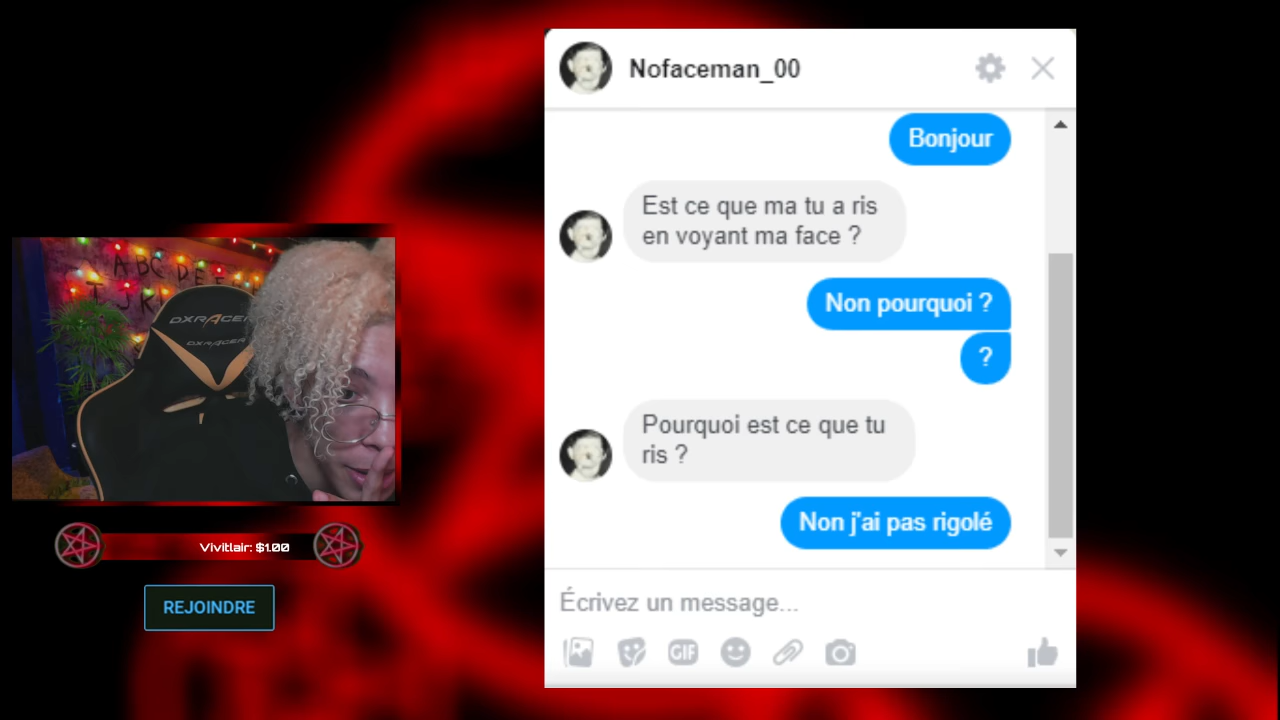 Nofaceman_00
Bonjour
Est ce que ma tu a ris
en voyant ma face ?
Non pourquoi ?
?
Pourquoi est ce que tu
ris ?
Non j'ai pas rigolé
Écrivez un message...
GIF
A B C D E F
I J K
DXRACER
DXRACER
Vivitlair: $1.00
REJOINDRE